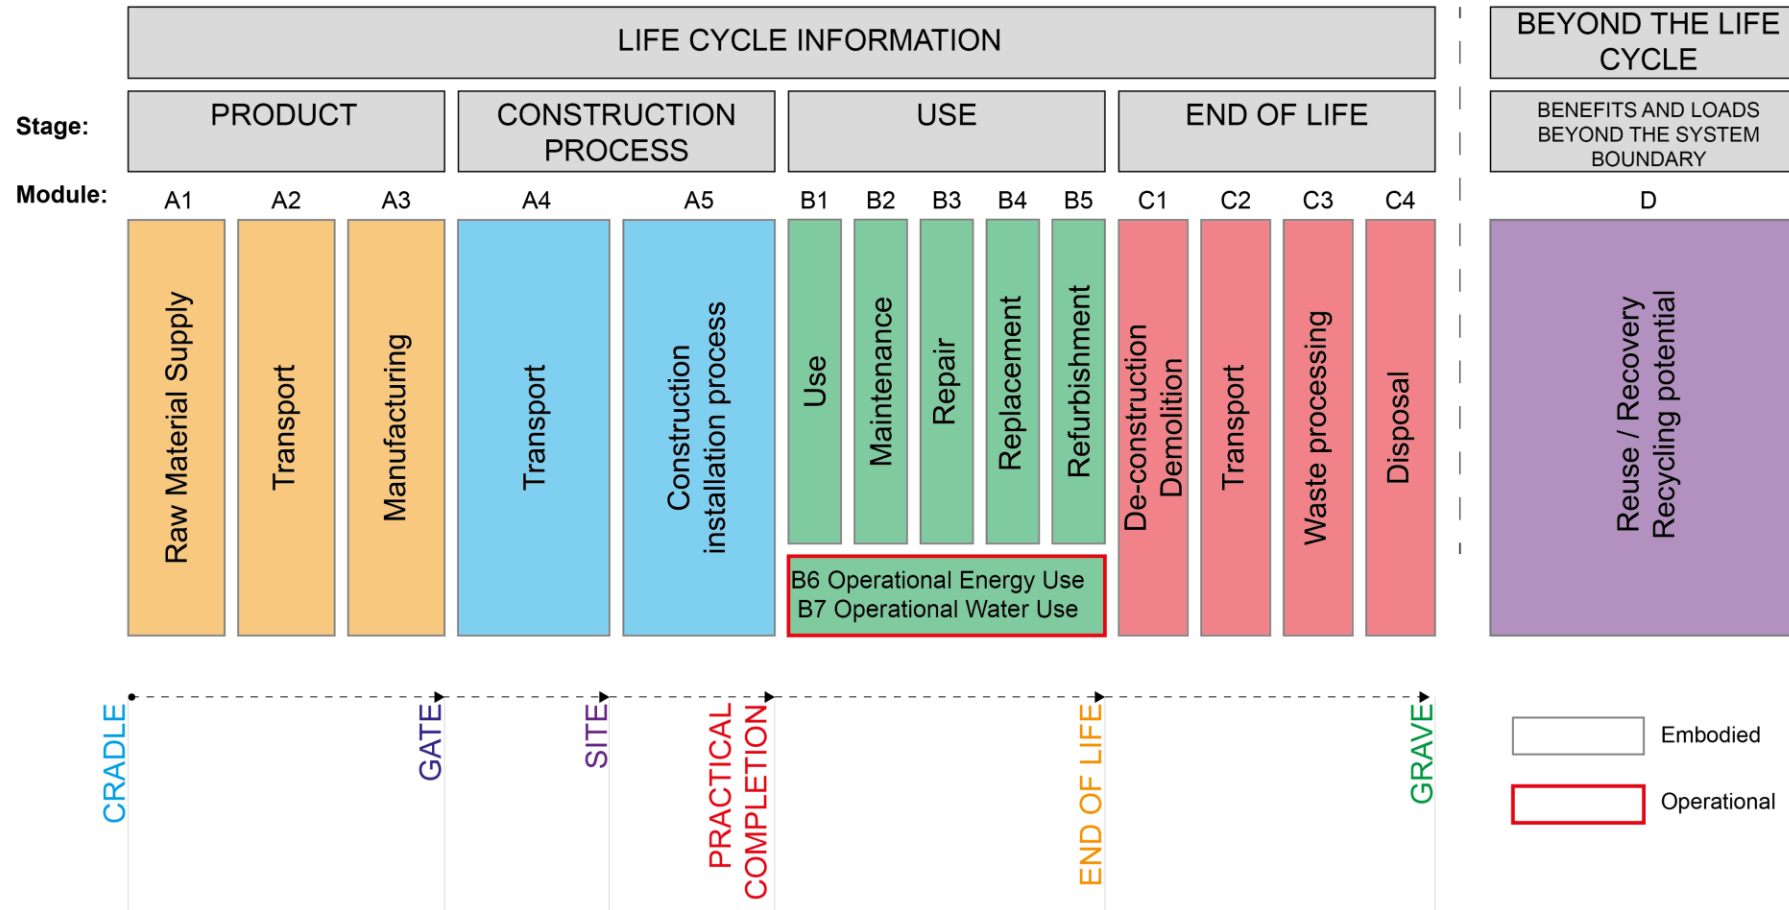 LIFE CYCLE INFORMATION
BEYOND THE LIFE
CYCLE
Stage:
PRODUCT
CONSTRUCTION
PROCESS
USE
END OF LIFE
BENEFITS AND LOADS
BEYOND THE SYSTEM
BOUNDARY
Module:
A1
A2
A3
A4
A5
B1
B2
B3
B4
B5
C1
C2
C3
C4
D
Raw Material Supply
Transport
Manufacturing
Transport
Construction
installation process
Use
Maintenance
Repair
Replacement
Refurbishment
De-construction
Demolition
Transport
Waste processing
Disposal
Reuse / Recovery
Recycling potential
B6 Operational Energy Use
B7 Operational Water Use
CRADLE
GATE
SITE
PRACTICAL
COMPLETION
END OF LIFE
GRAVE
Embodied
Operational